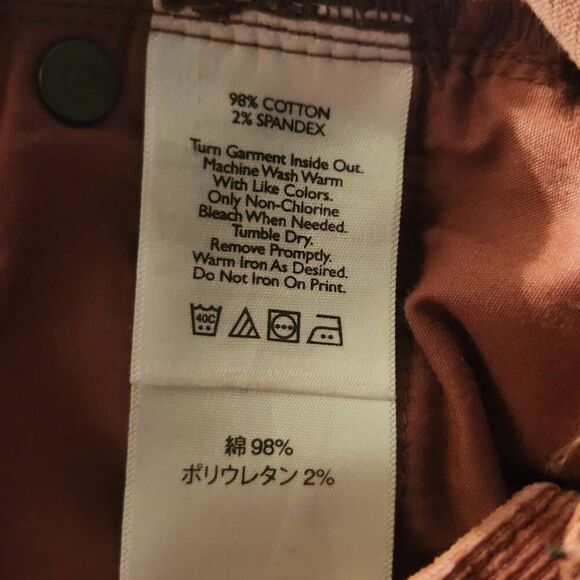 98% COTTON
2% SPANDEX
Turn Garment Inside Out.
Machine Wash Warm
With Like Colors.
Only Non-Chlorine
Bleach When Needed.
Tumble Dry.
Remove Promptly.
Warm Iron As Desired.
Do Not Iron On Print.
40C
綿 98%
ポリウレタン 2%